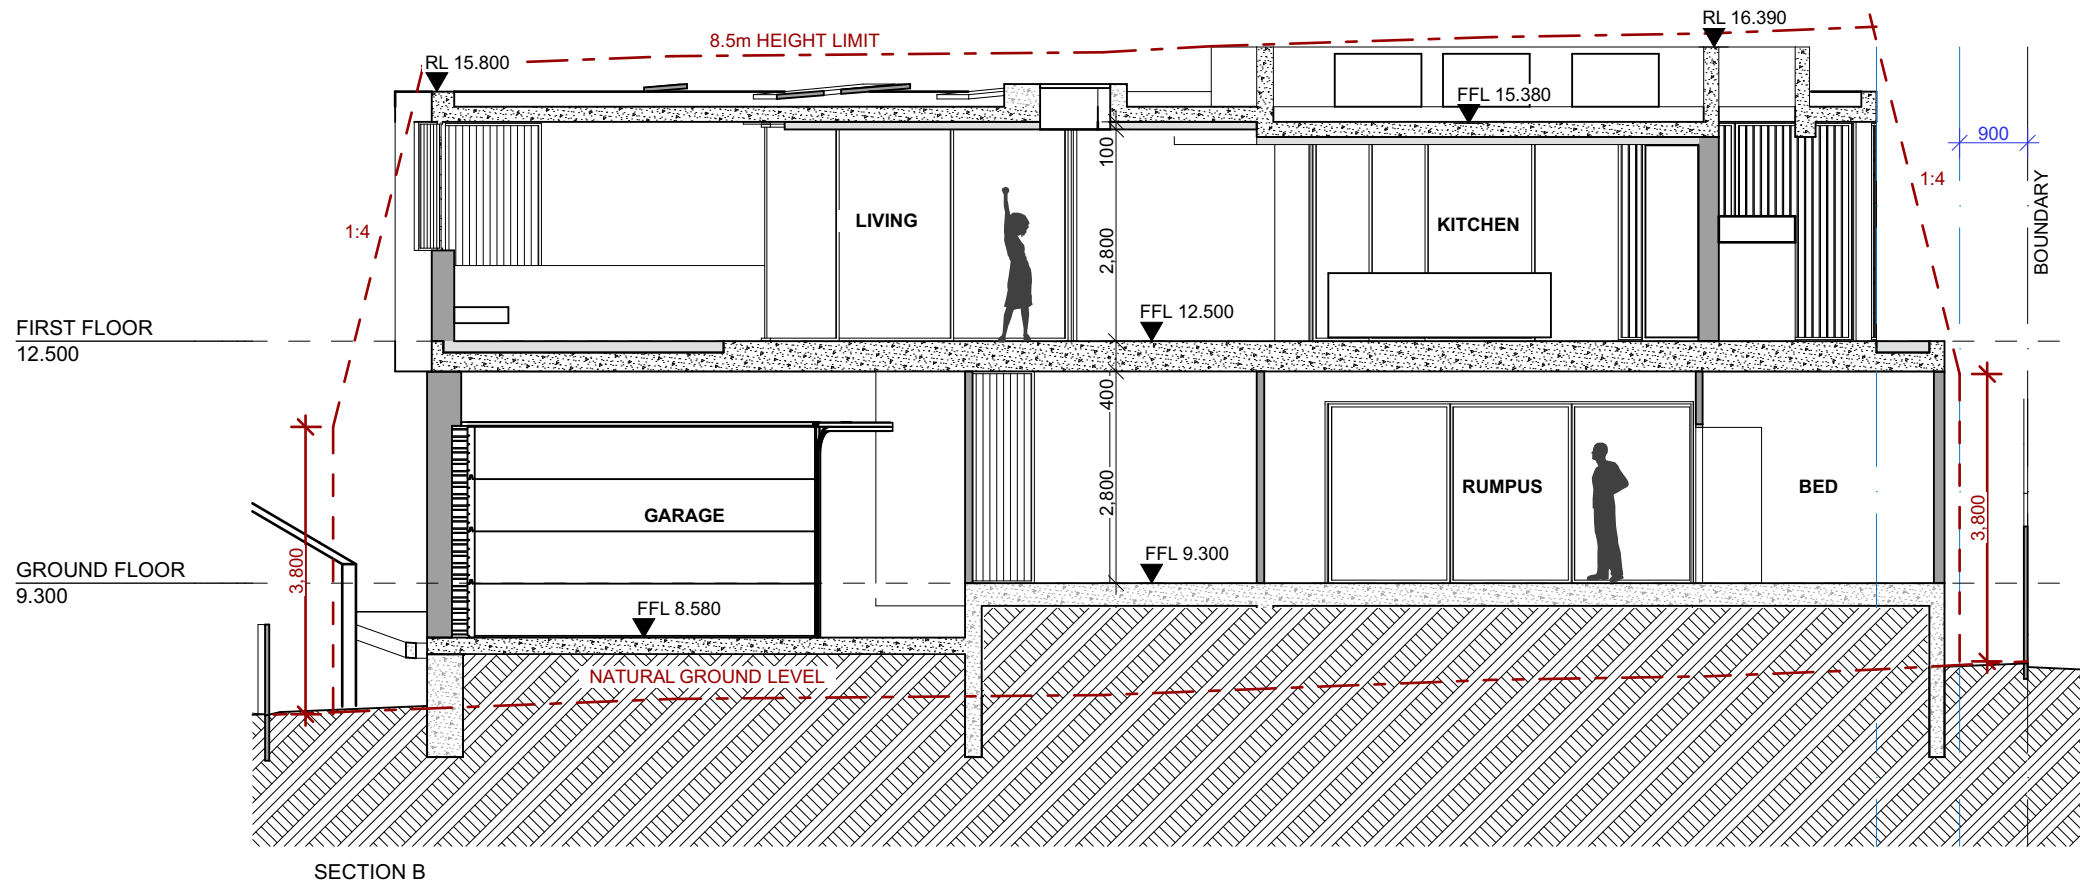 RL 16.390
8.5m HEIGHT LIMIT
RL 15.800
FFL 15.380
900
100
BOUNDARY
1:4
LIVING
KITCHEN
1:4
2,800
FFL 12.500
FIRST FLOOR
12.500
400
RUMPUS
BED
2,800
GARAGE
3,800
FFL 9.300
3,800
GROUND FLOOR
9.300
FFL 8.580
NATURAL GROUND LEVEL
SECTION B